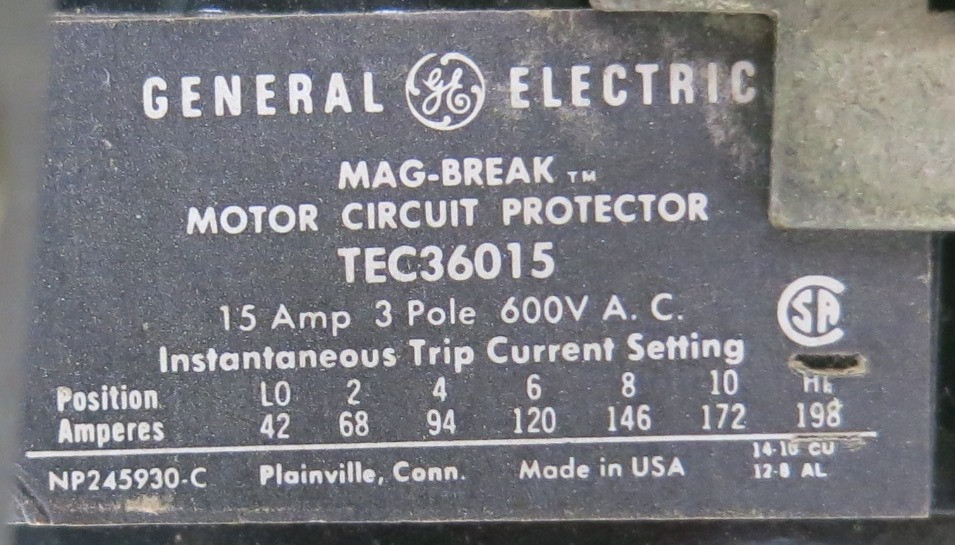 GENERAL GE ELECTRIC
MAG-BREAK TM
MOTOR CIRCUIT PROTECTOR
TEC36015
15 Amp 3 Pole 600V A. C.
SA
Instantaneous Trip Current Setting
Position LO 2 4 6 8 10 HI
Amperes 42 68 94 120 146 172 198
14-10 CU
NP245930-C Plainville, Conn. Made in USA 12-8 AL